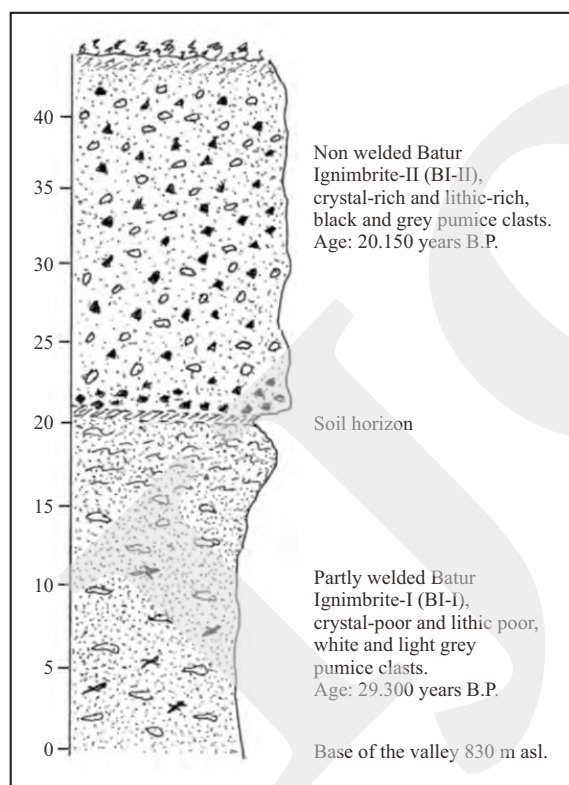 40
35
30
25
20
15
10
5
0
Non welded Batur
Ignimbrite-II (BI-II),
crystal-rich and lithic-rich,
black and grey pumice clasts.
Age: 20.150 years B.P.
Soil horizon
Partly welded Batur
Ignimbrite-I (BI-I),
crystal-poor and lithic poor,
white and light grey
pumice clasts.
Age: 29.300 years B.P.
Base of the valley 830 m asl.